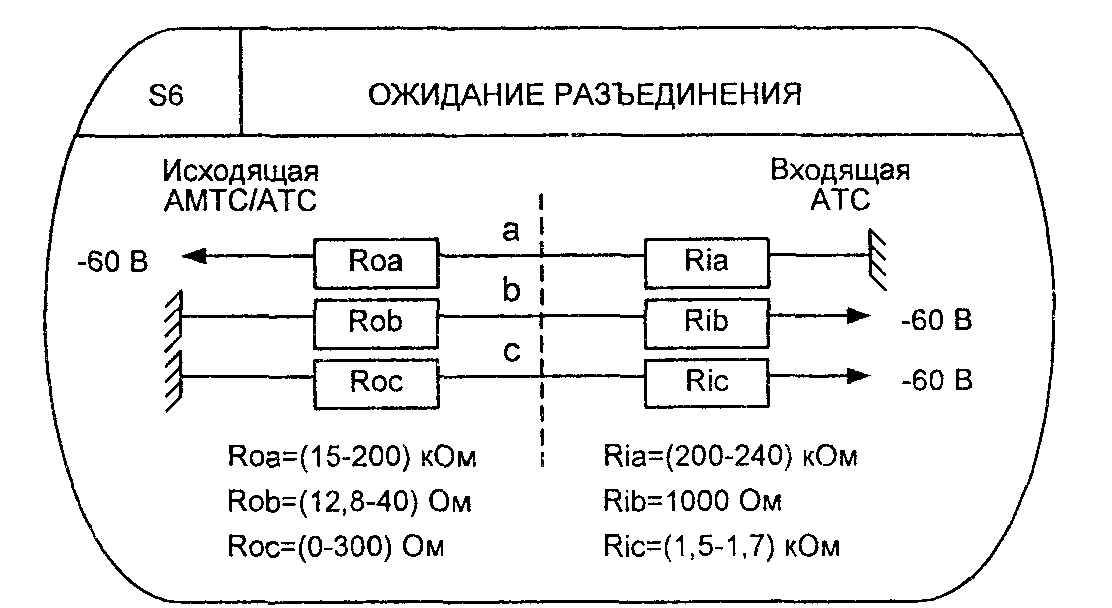 S6 ОЖИДАНИЕ РАЗЪЕДИНЕНИЯ
Исходящая
АМТС/АТС
Входящая
АТС
-60 В Roa a Ria
Rob b Rib -60 В
Roc c Ric -60 В
Roa=(15-200) кОм
Rob=(12,8-40) Ом
Roc=(0-300) Ом
Ria=(200-240) кОм
Rib=1000 Ом
Ric=(1,5-1,7) кОм